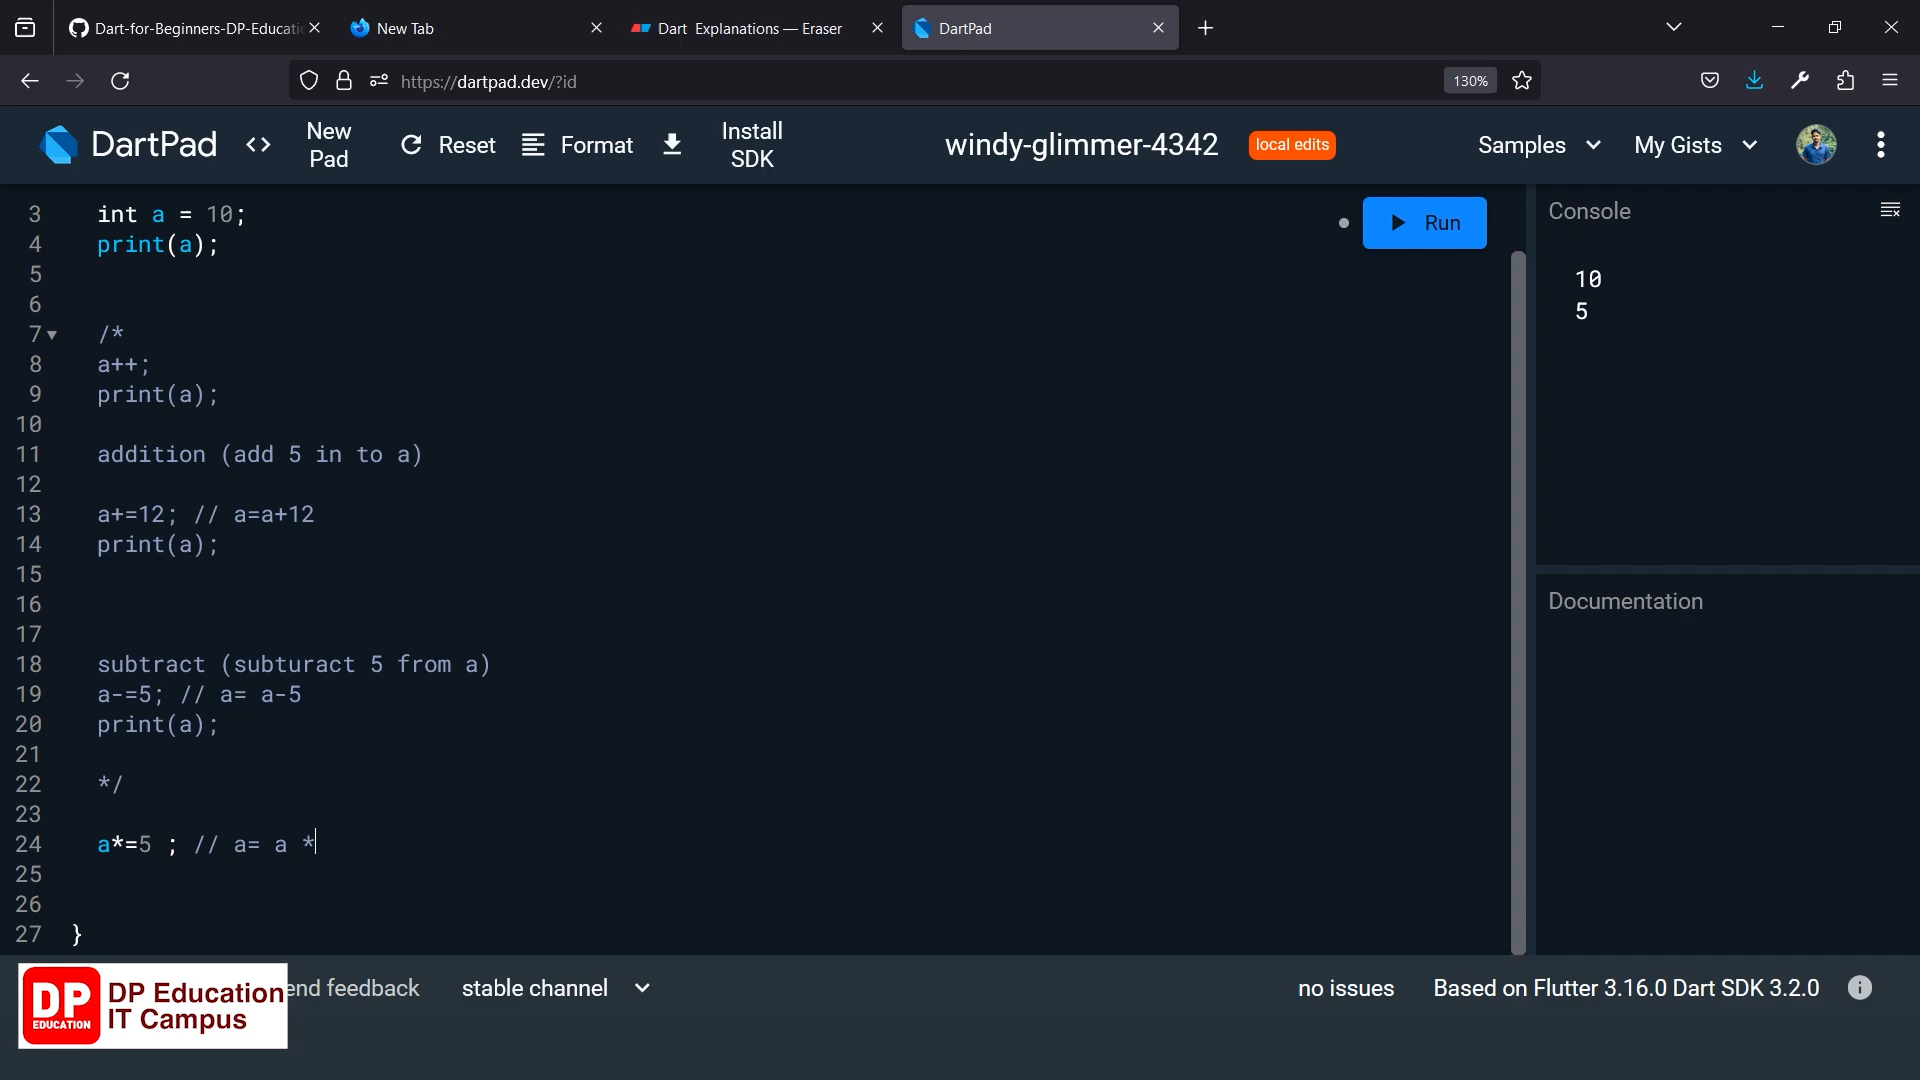 Dart-for-Beginners-DP-Educati
New Tab
Dart Explanations — Eraser
DartPad
https://dartpad.dev/?id
130%
DartPad
<>
New
Pad
Reset
Format
Install
SDK
windy-glimmer-4342
local edits
Samples
My Gists
3 int a = 10;
4 print(a);
5
6
7 /*
8 a++;
9 print(a);
10
11 addition (add 5 in to a)
12
13 a+=12; // a=a+12
14 print(a);
15
16
17
18 subtract (subturact 5 from a)
19 a-=5; // a= a-5
20 print(a);
21
22 */
23
24 a*=5 ; // a= a *
25
26
27 }
Run
Console
10
5
Documentation
DP
EDUCATION
DP Education
IT Campus
end feedback
stable channel
no issues
Based on Flutter 3.16.0 Dart SDK 3.2.0